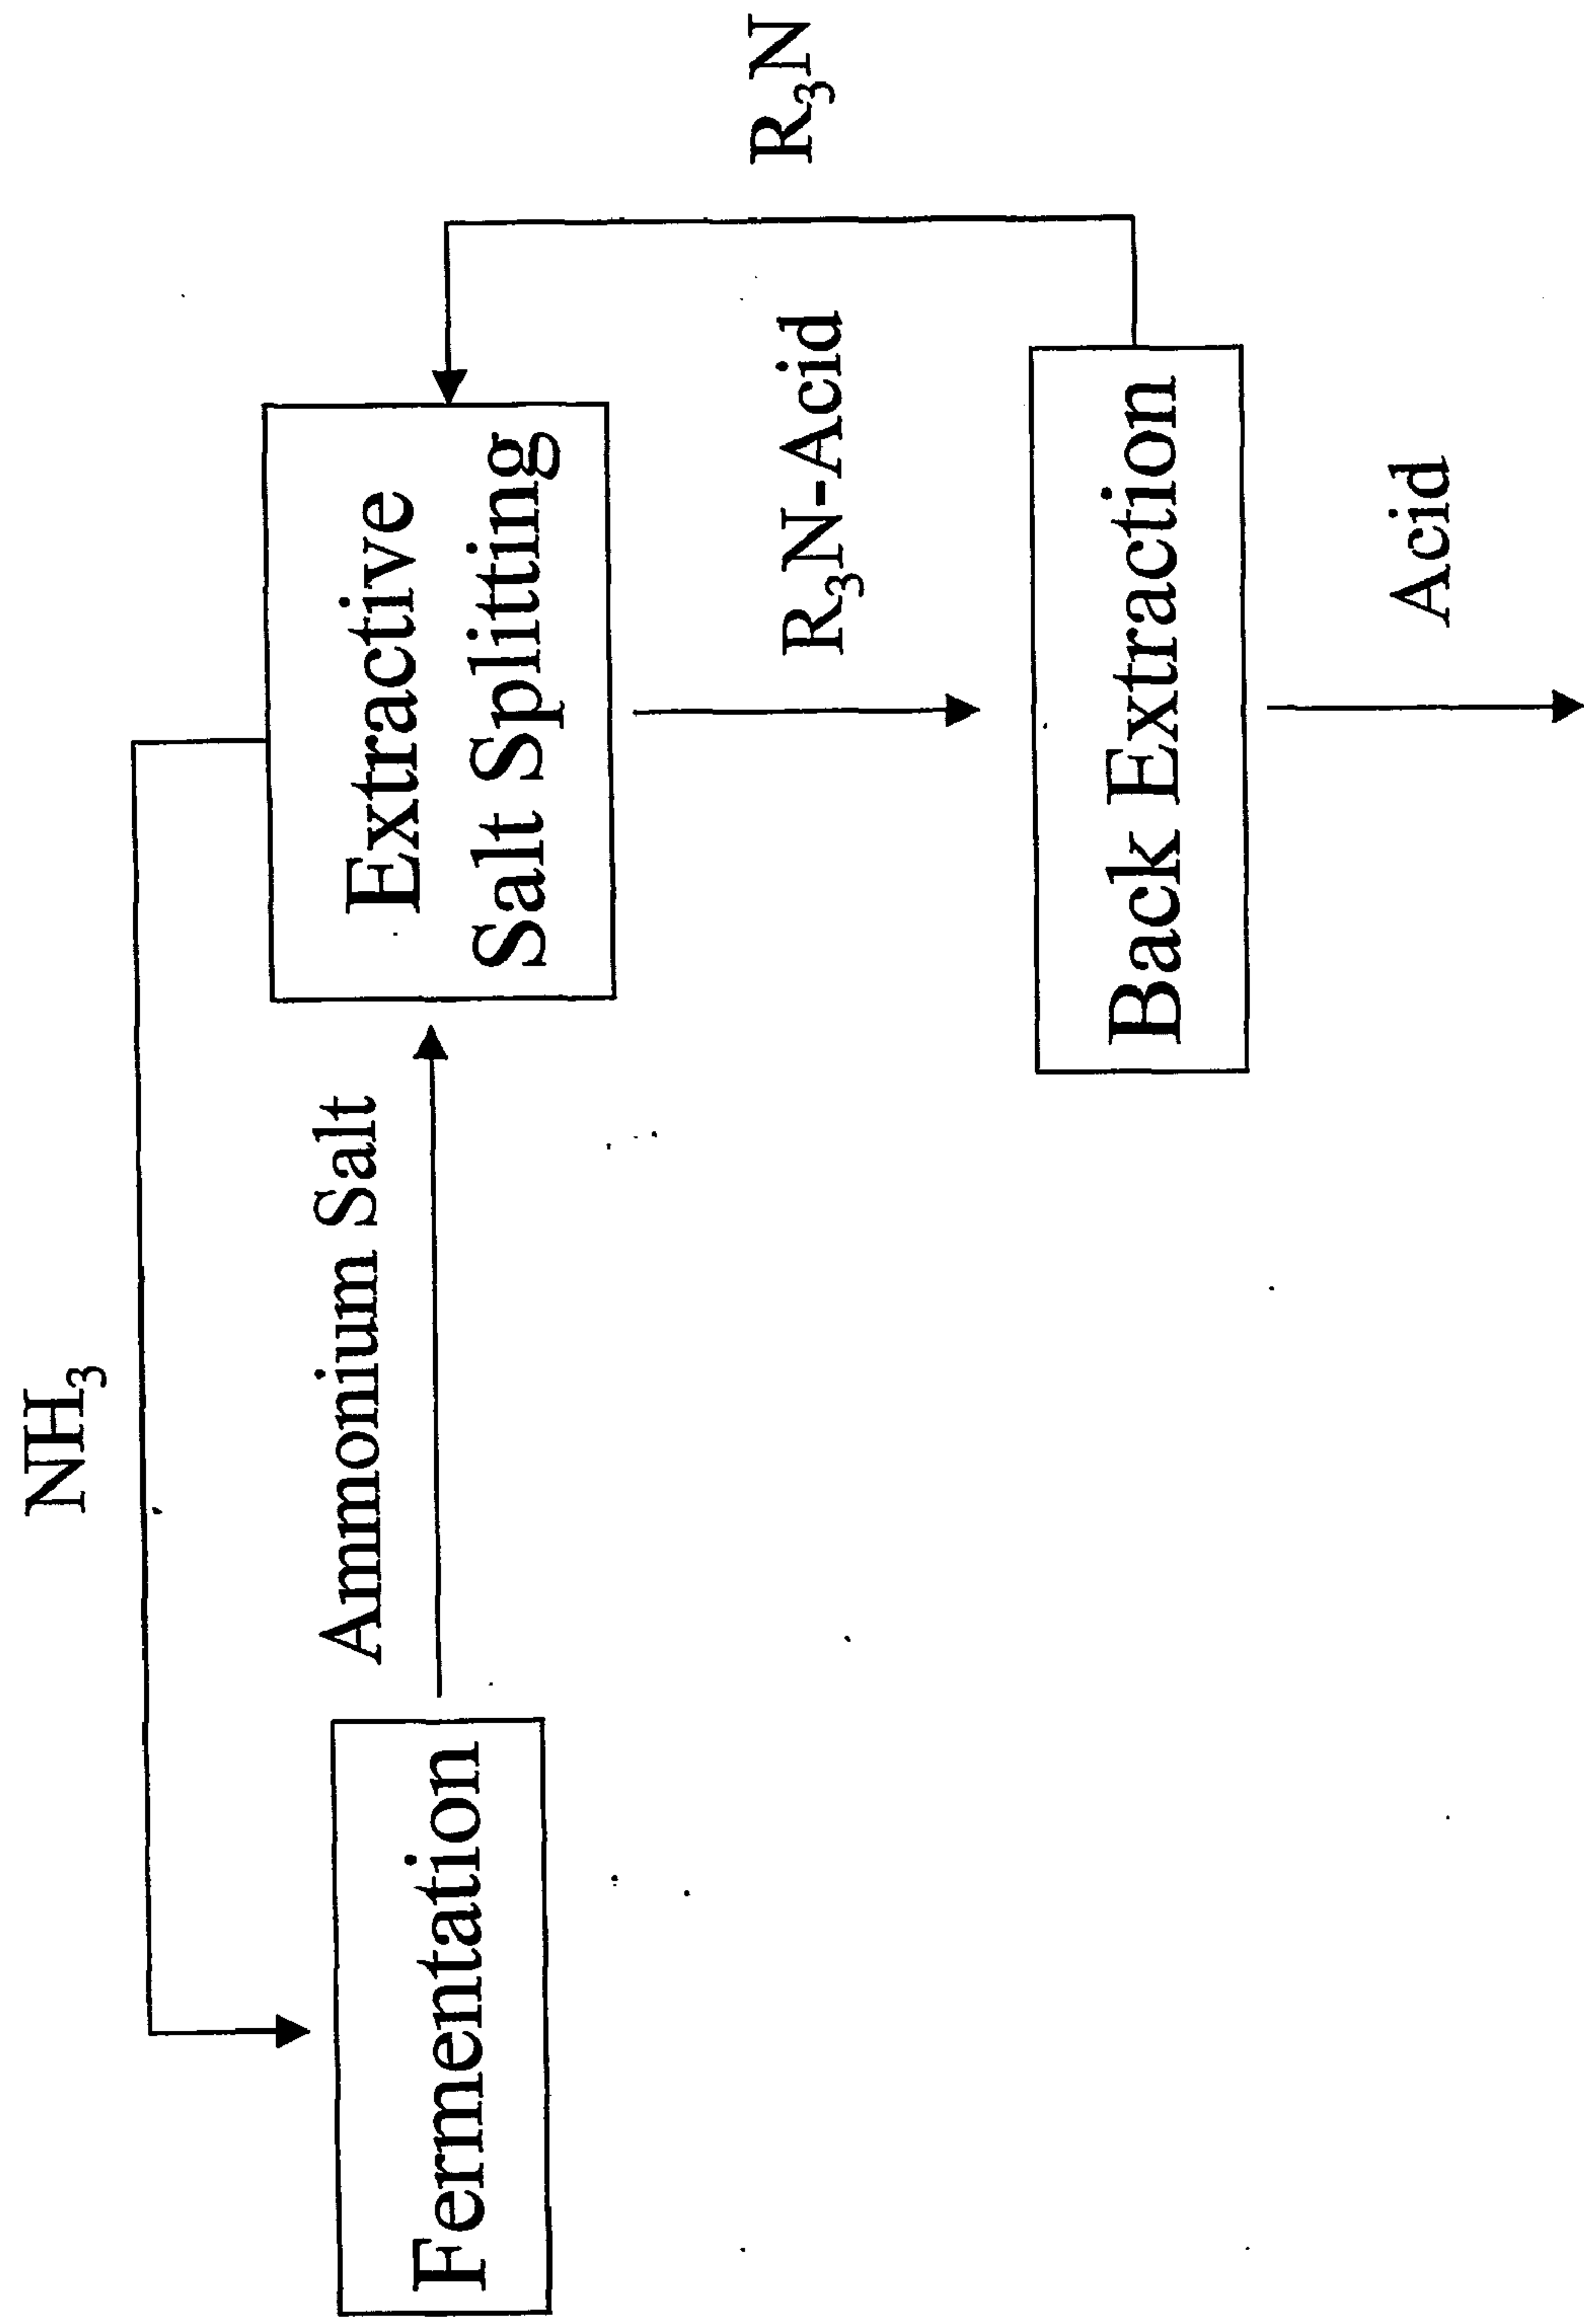 NH₃
Ammonium Salt
Fermentation
Extractive
Salt Splitting
R₃N-Acid
R₃N
Back Extraction
Acid